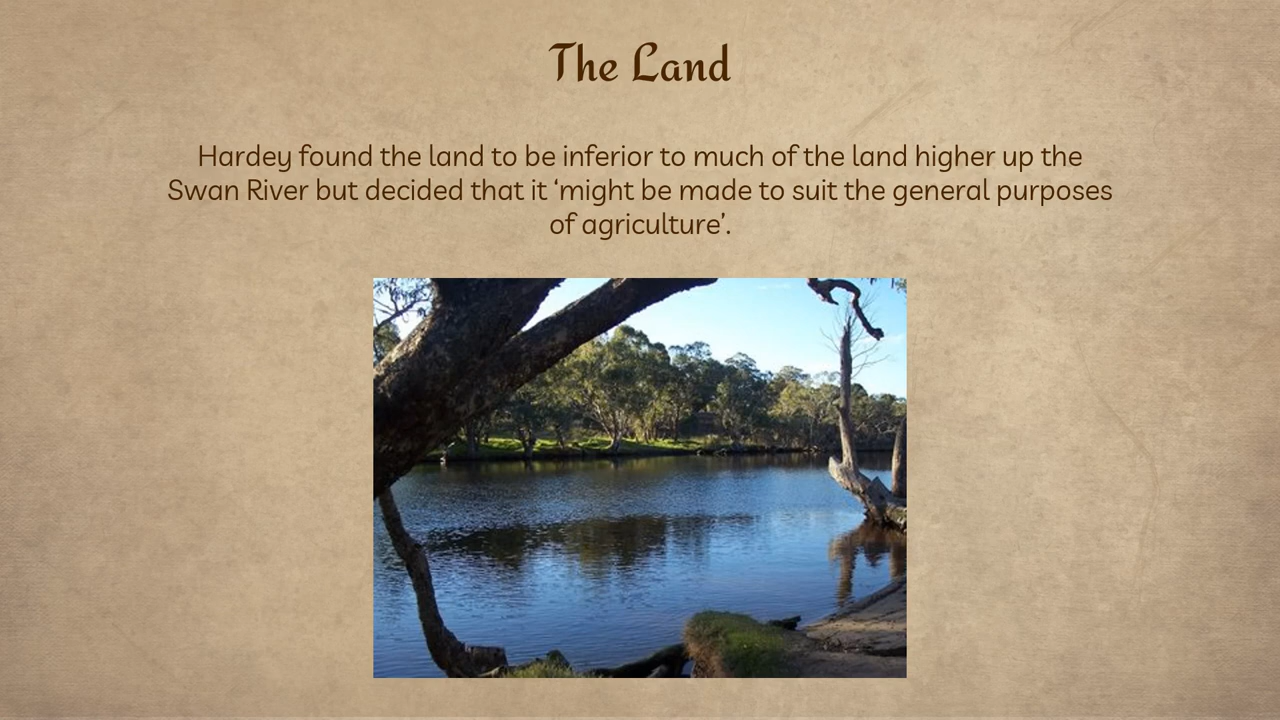 The Land
Hardey found the land to be inferior to much of the land higher up the
Swan River but decided that it ‘might be made to suit the general purposes
of agriculture’.